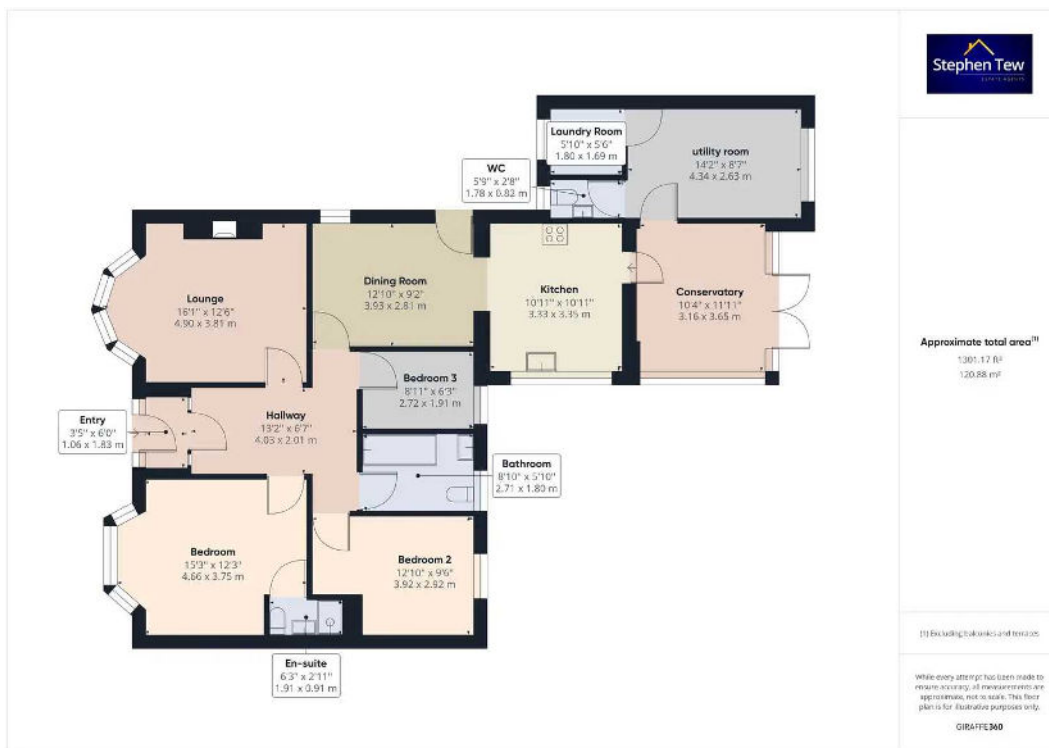 Stephen Tew
ESTATE AGENTS
Laundry Room
5'10" x 5'6"
1.80 x 1.69 m
utility room
14'2" x 8'7"
4.34 x 2.63 m
WC
5'9" x 2'8"
1.78 x 0.82 m
Lounge
16'1" x 12'6"
4.90 x 3.81 m
Dining Room
12'10" x 9'2"
3.93 x 2.81 m
Kitchen
10'11" x 10'11"
3.33 x 3.35 m
Conservatory
10'4" x 11'11"
3.16 x 3.65 m
Bedroom 3
8'11" x 6'3"
2.72 x 1.91 m
Entry
3'5" x 6'0"
1.06 x 1.83 m
Hallway
13'2" x 6'7"
4.03 x 2.01 m
Bathroom
8'10" x 5'10"
2.71 x 1.80 m
Bedroom
15'3" x 12'3"
4.66 x 3.75 m
Bedroom 2
12'10" x 9'6"
3.92 x 2.92 m
En-suite
6'3" x 2'11"
1.91 x 0.91 m
Approximate total area(1)
1301.17 ft²
120.88 m²
(1) Excluding balconies and terraces
While every attempt has been made to
ensure accuracy, all measurements are
approximate, not to scale. This floor
plan is for illustrative purposes only.
GIRAFFE360